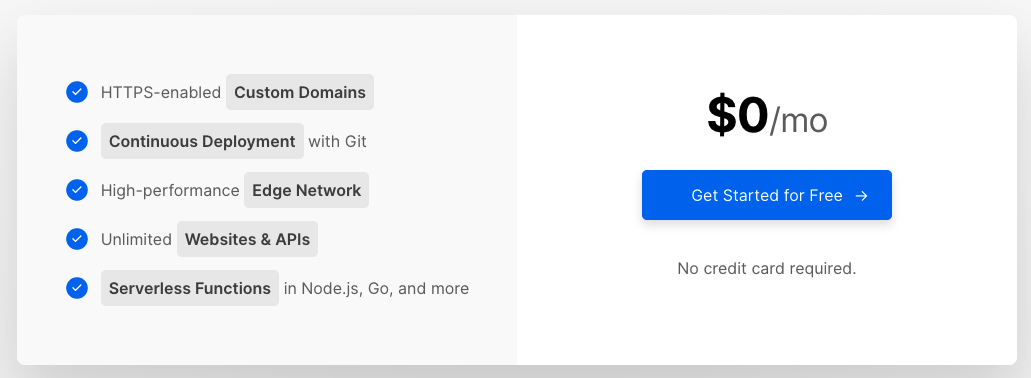 HTTPS-enabled Custom Domains
Continuous Deployment with Git
High-performance Edge Network
Unlimited Websites & APIs
Serverless Functions in Node.js, Go, and more
$0/mo
Get Started for Free →
No credit card required.